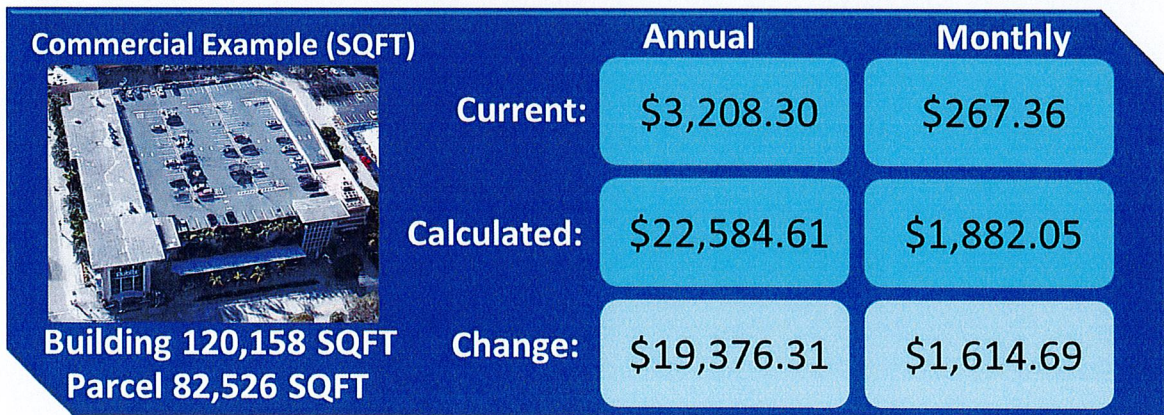 Commercial Example (SQFT)
Annual Monthly
Current: $3,208.30 $267.36
Calculated: $22,584.61 $1,882.05
Change: $19,376.31 $1,614.69
Building 120,158 SQFT
Parcel 82,526 SQFT